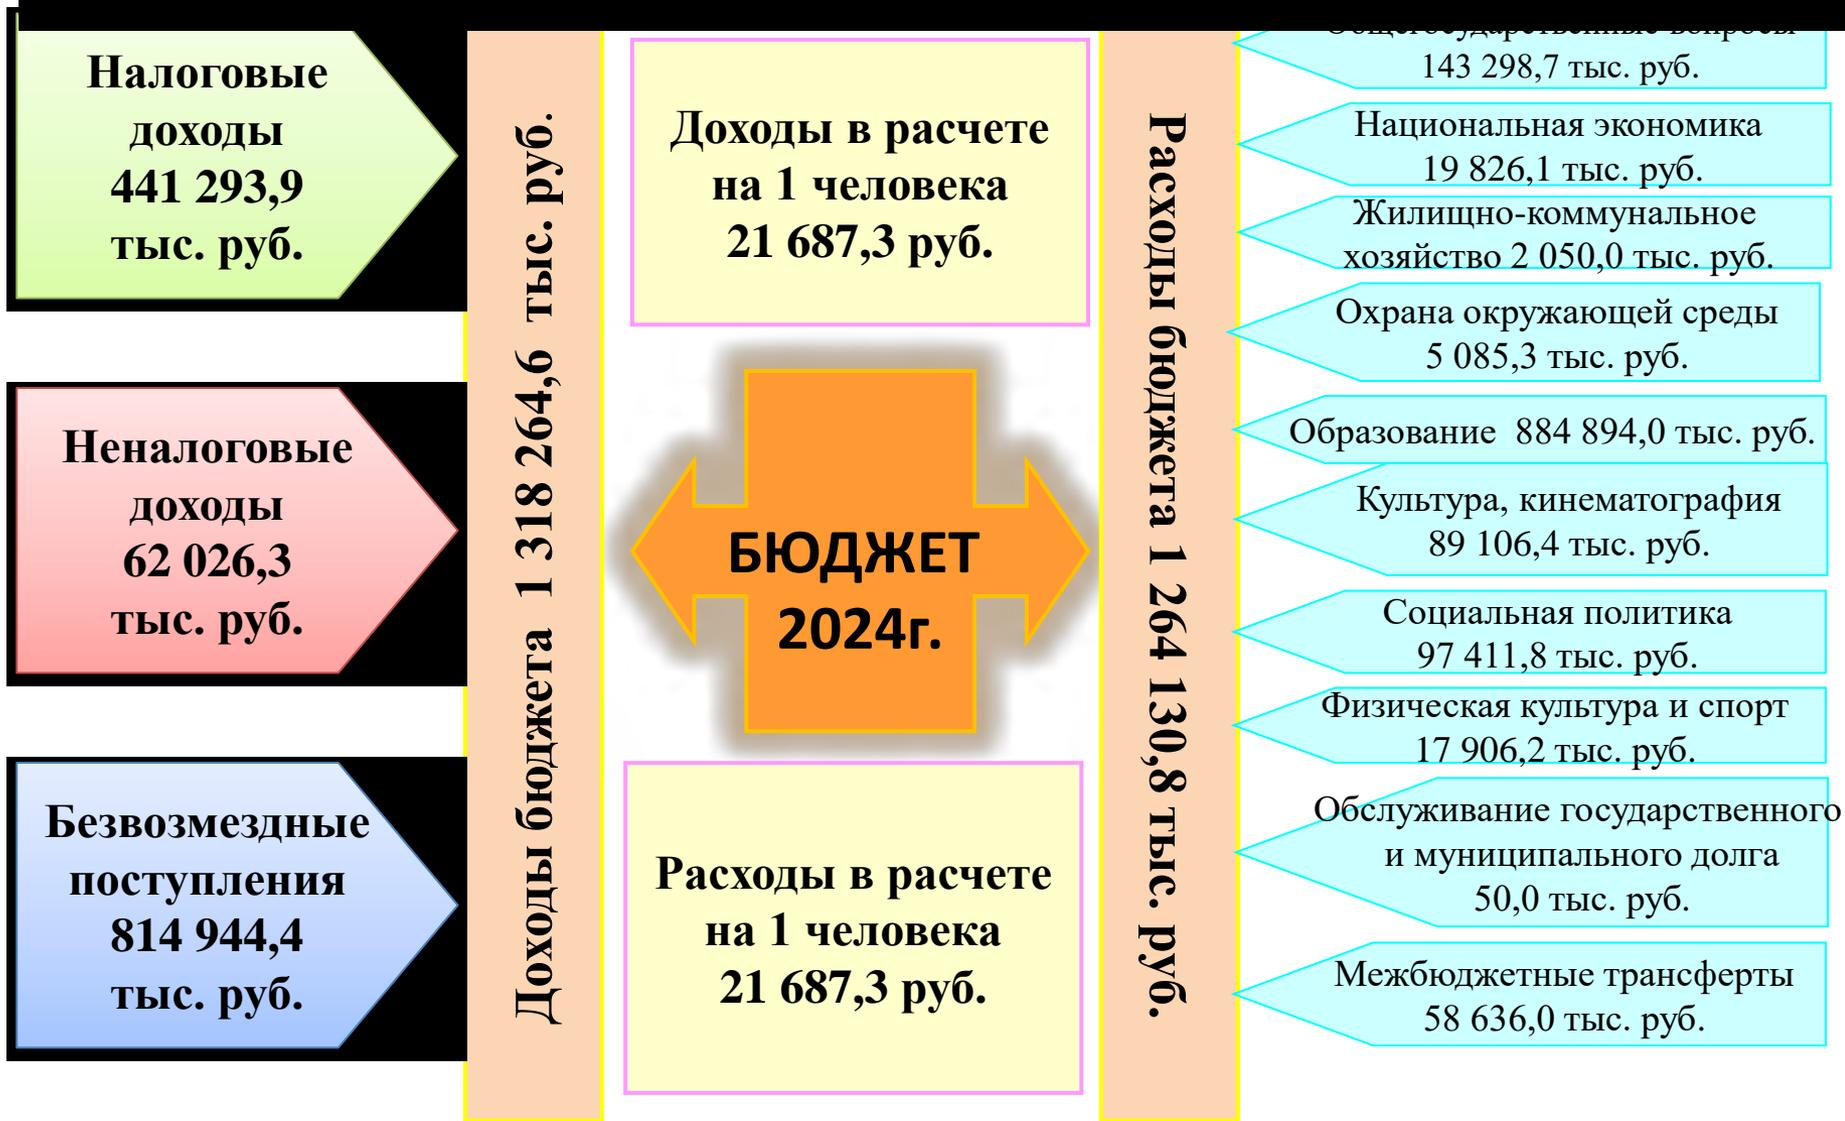 Налоговые
доходы
441 293,9
тыс. руб.
Неналоговые
доходы
62 026,3
тыс. руб.
Безвозмездные
поступления
814 944,4
тыс. руб.
Доходы бюджета 1 318 264,6 тыс. руб.
Доходы в расчете
на 1 человека
21 687,3 руб.
БЮДЖЕТ
2024г.
Расходы в расчете
на 1 человека
21 687,3 руб.
Расходы бюджета 1 264 130,8 тыс. руб.
Общегосударственные вопросы
143 298,7 тыс. руб.
Национальная экономика
19 826,1 тыс. руб.
Жилищно-коммунальное
хозяйство 2 050,0 тыс. руб.
Охрана окружающей среды
5 085,3 тыс. руб.
Образование 884 894,0 тыс. руб.
Культура, кинематография
89 106,4 тыс. руб.
Социальная политика
97 411,8 тыс. руб.
Физическая культура и спорт
17 906,2 тыс. руб.
Обслуживание государственного
и муниципального долга
50,0 тыс. руб.
Межбюджетные трансферты
58 636,0 тыс. руб.